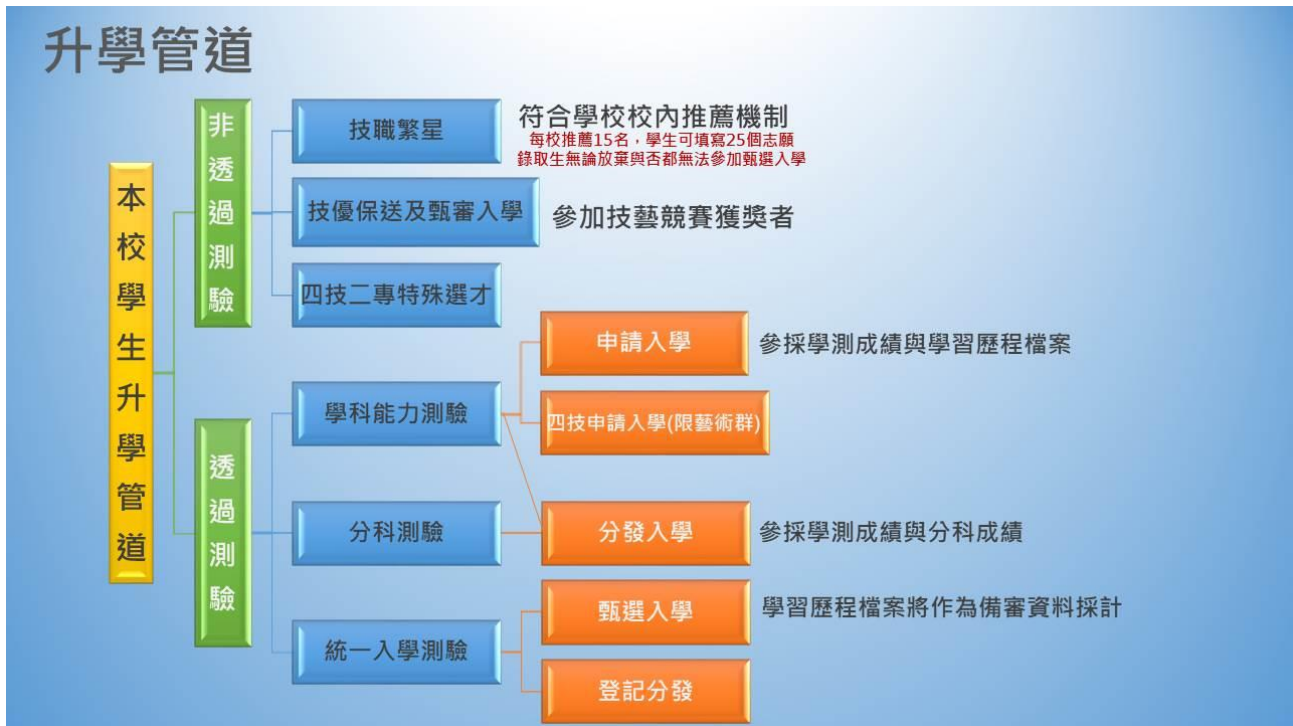 升學管道
本校學生升學管道
非透過測驗
技職繁星
符合學校校內推薦機制
每校推薦15名，學生可填寫25個志願
錄取生無論放棄與否都無法參加甄選入學
技優保送及甄審入學
參加技藝競賽獲獎者
四技二專特殊選才
透過測驗
學科能力測驗
申請入學
參採學測成績與學習歷程檔案
四技申請入學(限藝術群)
分科測驗
分發入學
參採學測成績與分科成績
統一入學測驗
甄選入學
學習歷程檔案將作為備審資料採計
登記分發